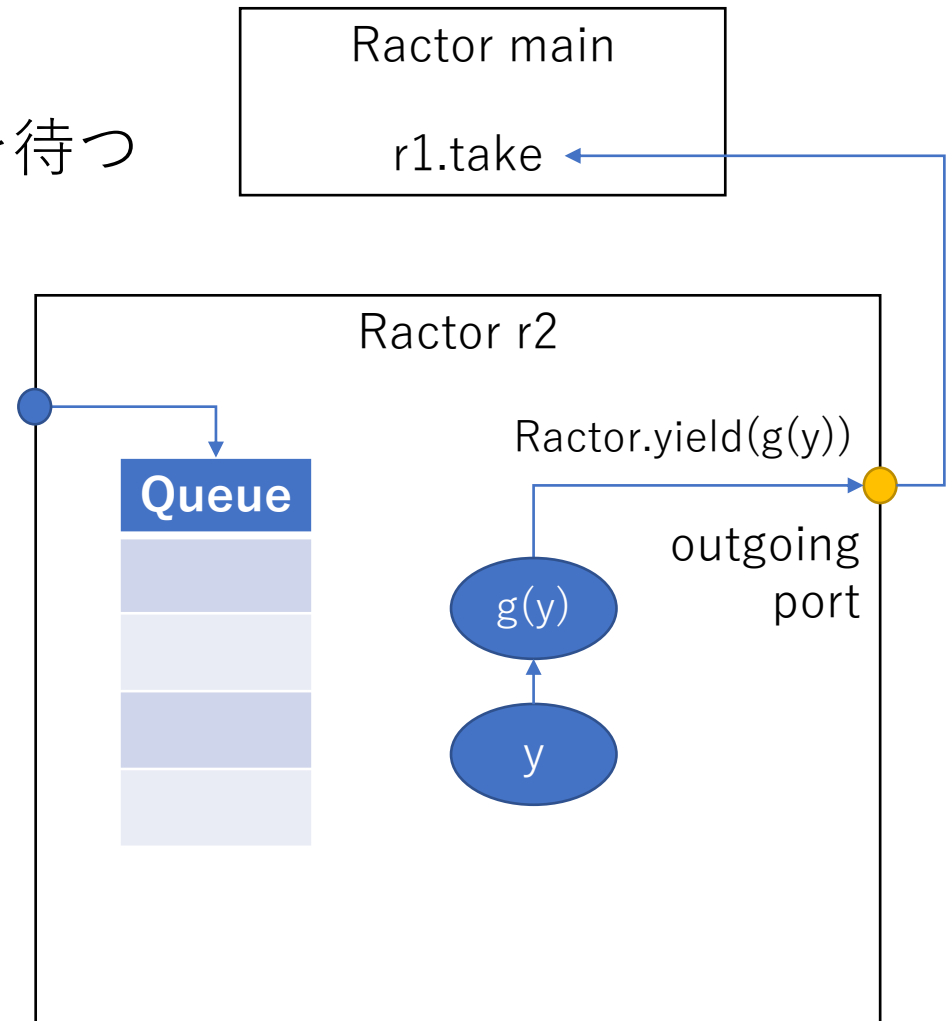 Ractor main
待つ
r1.take
Ractor r2
Ractor.yield(g(y))
Queue
outgoing
port
g(y)
y